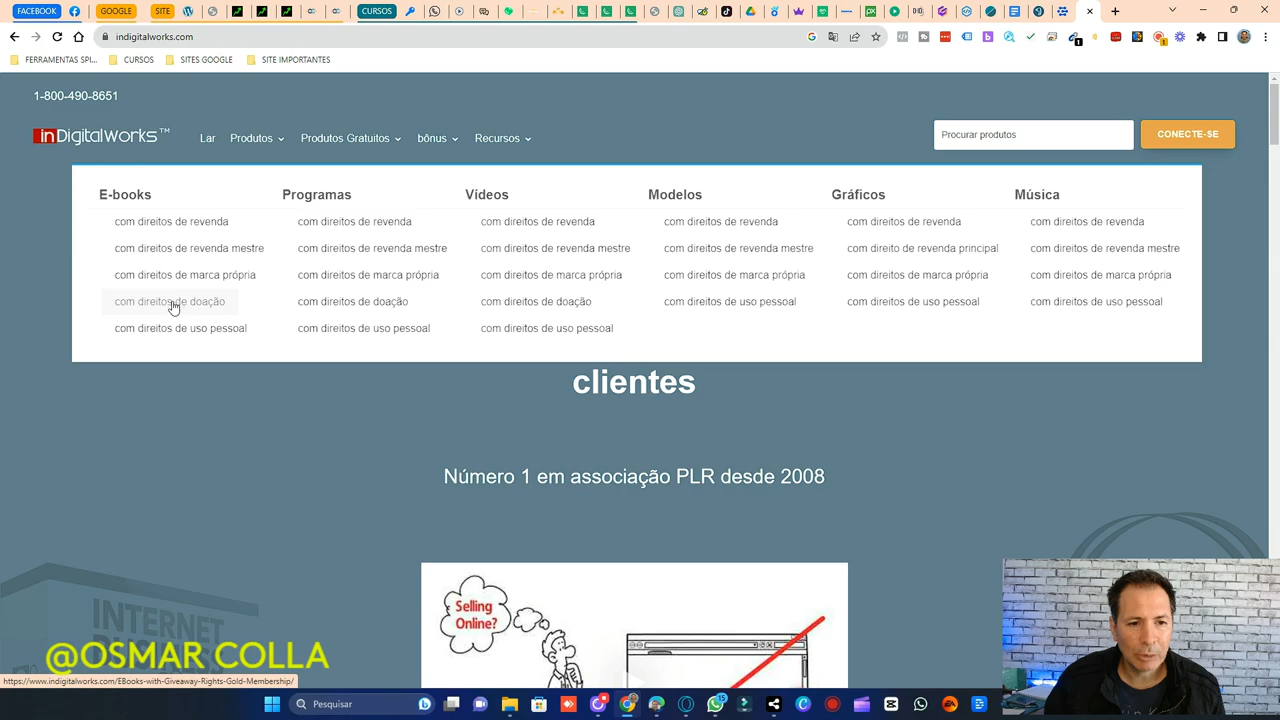 FACEBOOK
GOOGLE
SITE
CURSOS
indigitalworks.com
FERRAMENTAS SPI...
CURSOS
SITES GOOGLE
SITE IMPORTANTES
1-800-490-8651
inDigitalWorks™
Lar
Produtos
Produtos Gratuitos
bônus
Recursos
Procurar produtos
CONECTE-SE
E-books
Programas
Vídeos
Modelos
Gráficos
Música
com direitos de revenda
com direitos de revenda
com direitos de revenda
com direitos de revenda
com direitos de revenda
com direitos de revenda
com direitos de revenda mestre
com direitos de revenda mestre
com direitos de revenda mestre
com direitos de revenda mestre
com direito de revenda principal
com direitos de revenda mestre
com direitos de marca própria
com direitos de marca própria
com direitos de marca própria
com direitos de marca própria
com direitos de marca própria
com direitos de marca própria
com direitos de doação
com direitos de doação
com direitos de doação
com direitos de uso pessoal
com direitos de uso pessoal
com direitos de uso pessoal
com direitos de uso pessoal
com direitos de uso pessoal
com direitos de uso pessoal
clientes
Número 1 em associação PLR desde 2008
Selling
Online?
INTERNET
@OSMAR COLLA
https://www.indigitalworks.com/EBooks-with-Giveaway-Rights-Gold-Membership/
Pesquisar
15